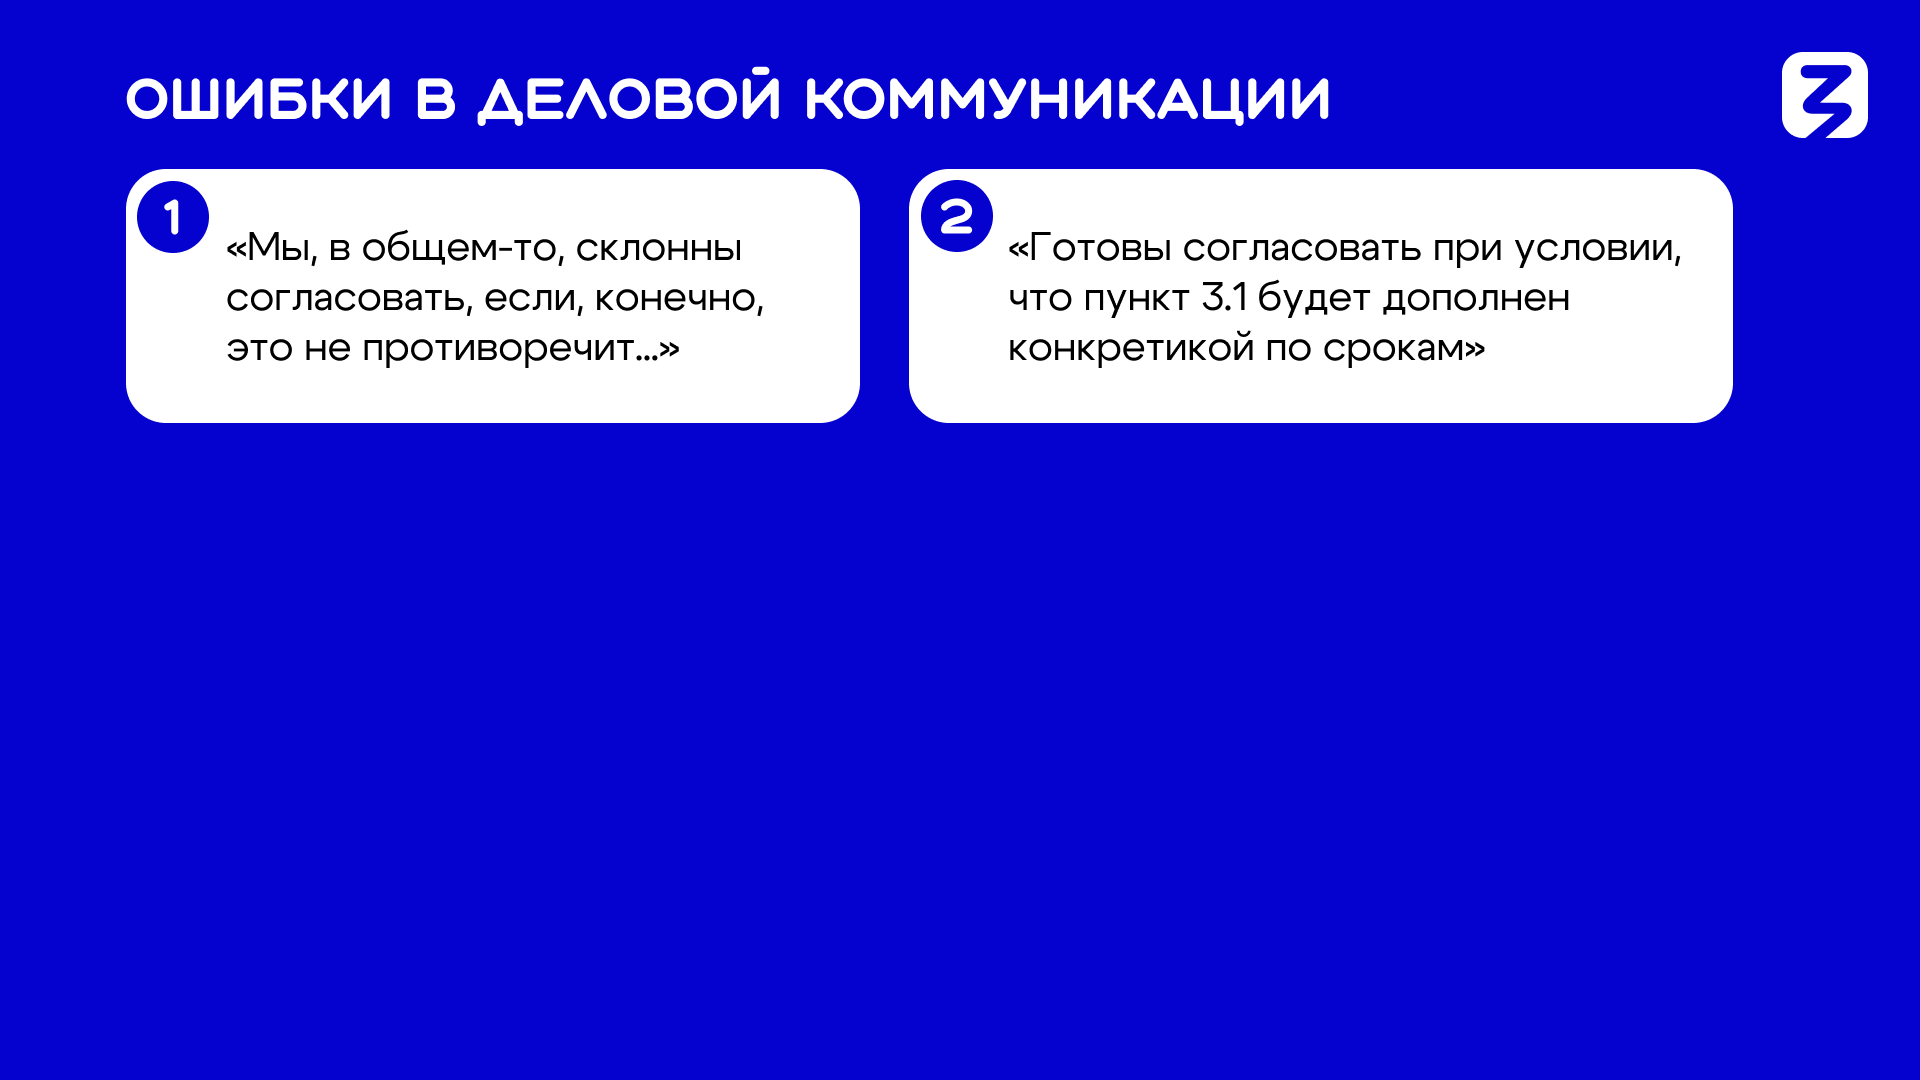 ОШИБКИ В ДЕЛОВОЙ КОММУНИКАЦИИ
1
«Мы, в общем-то, склонны
согласовать, если, конечно,
это не противоречит...»
2
«Готовы согласовать при условии,
что пункт 3.1 будет дополнен
конкретикой по срокам»